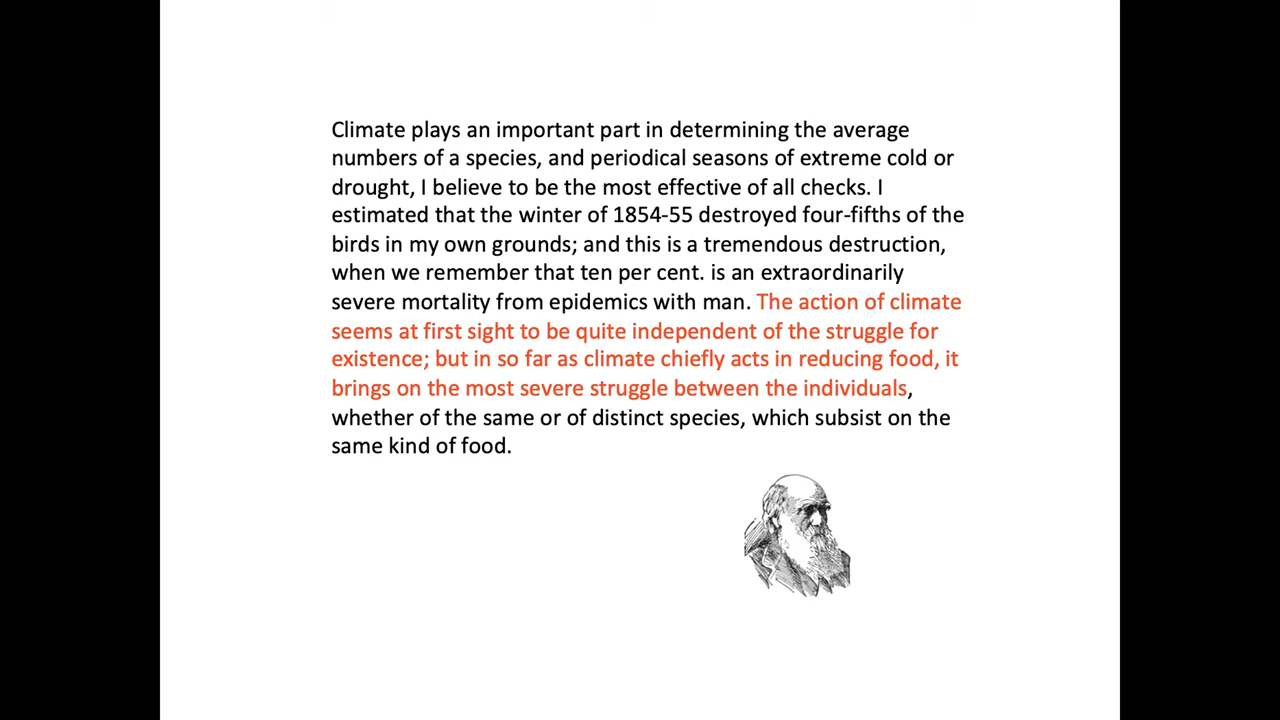 Climate plays an important part in determining the average
numbers of a species, and periodical seasons of extreme cold or
drought, I believe to be the most effective of all checks. I
estimated that the winter of 1854-55 destroyed four-fifths of the
birds in my own grounds; and this is a tremendous destruction,
when we remember that ten per cent. is an extraordinarily
severe mortality from epidemics with man. The action of climate
seems at first sight to be quite independent of the struggle for
existence; but in so far as climate chiefly acts in reducing food, it
brings on the most severe struggle between the individuals,
whether of the same or of distinct species, which subsist on the
same kind of food.